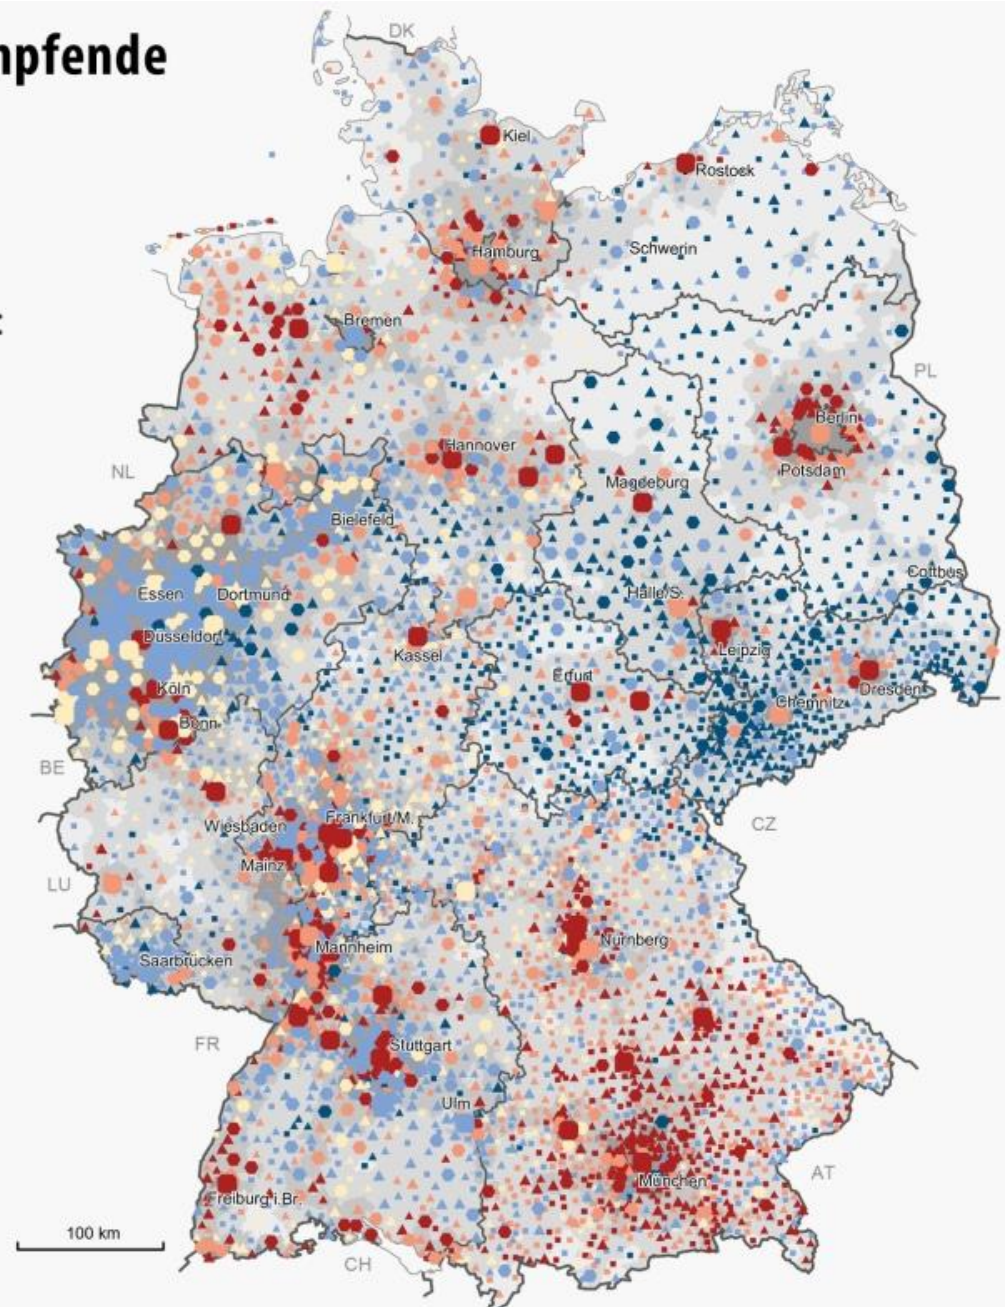 mpfende
DK
Kiel
Rostock
Hamburg
Schwerin
Bremen
PL
Berlin
Hannover
Potsdam
NL
Magdeburg
Bielefeld
Cottbus
Essen
Dortmund
Halle/S.
Düsseldorf
Leipzig
Kassel
Erfurt
Köln
Dresden
Chemnitz
Bonn
BE
CZ
Frankfurt/M.
Wiesbaden
Mainz
LU
Nürnberg
Mannheim
Saarbrücken
FR
Stuttgart
Ulm
AT
München
Freiburg i.Br.
100 km
CH